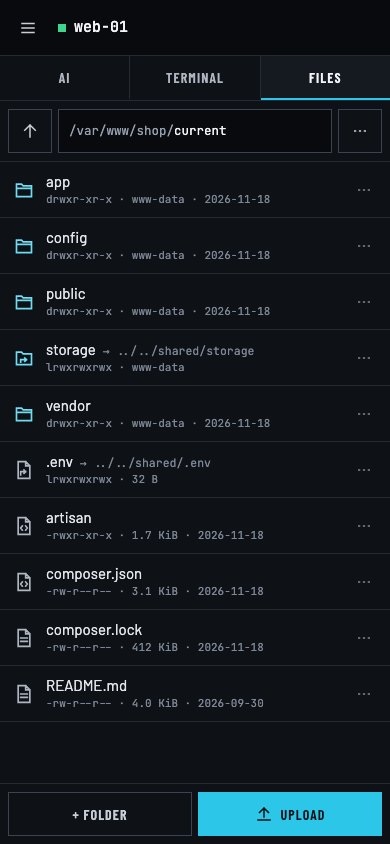 web-01
AI
TERMINAL
FILES
/var/www/shop/current
app
drwxr-xr-x · www-data · 2026-11-18
config
drwxr-xr-x · www-data · 2026-11-18
public
drwxr-xr-x · www-data · 2026-11-18
storage → ../../shared/storage
lrwxrwxrwx · www-data
vendor
drwxr-xr-x · www-data · 2026-11-18
.env → ../../shared/.env
lrwxrwxrwx · 32 B
artisan
-rwxr-xr-x · 1.7 KiB · 2026-11-18
composer.json
-rw-r--r-- · 3.1 KiB · 2026-11-18
composer.lock
-rw-r--r-- · 412 KiB · 2026-11-18
README.md
-rw-r--r-- · 4.0 KiB · 2026-09-30
+ FOLDER
UPLOAD